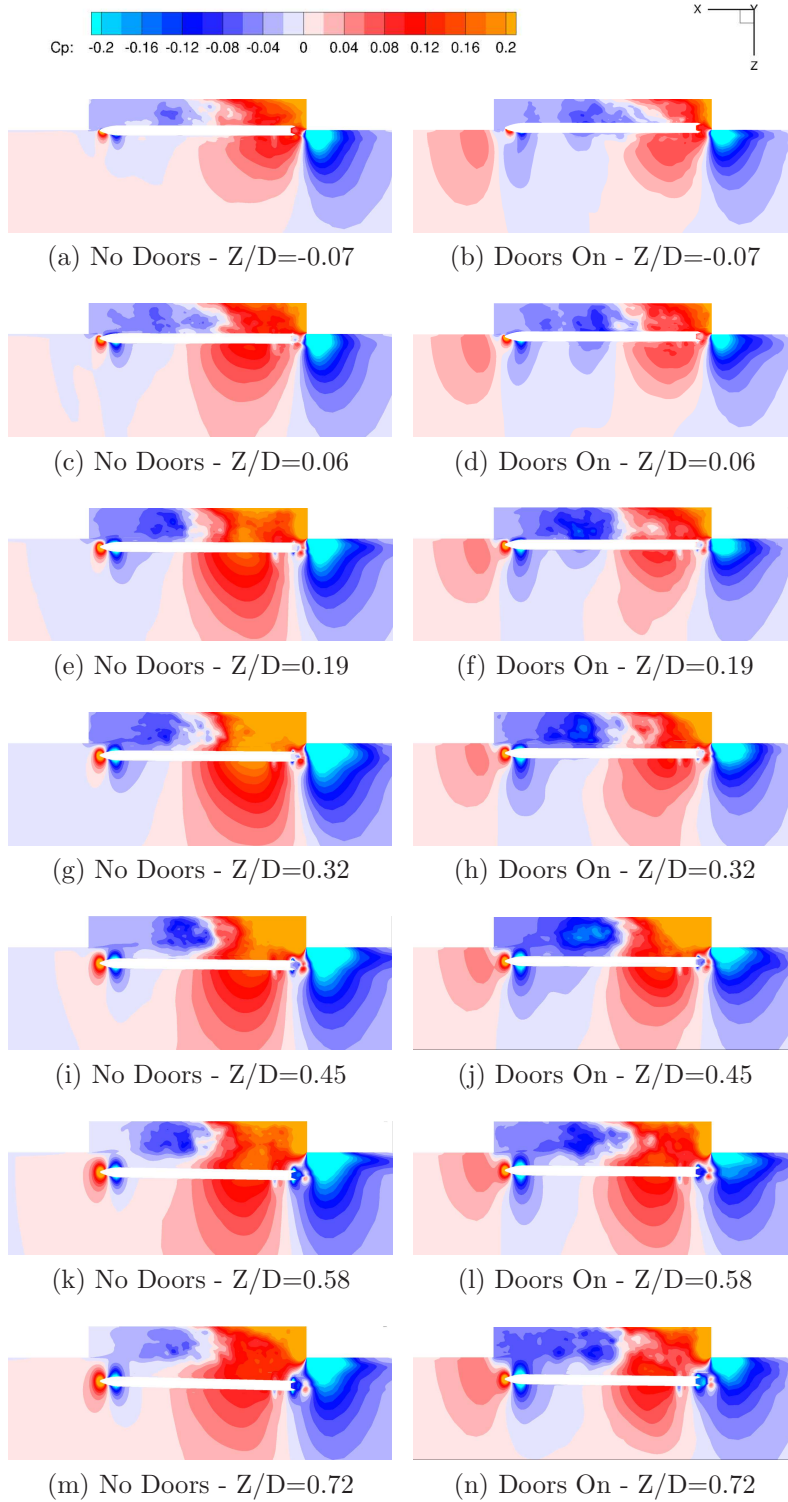 X Y
Z
Cp: -0.2 -0.16 -0.12 -0.08 -0.04 0 0.04 0.08 0.12 0.16 0.2
(a) No Doors - Z/D=-0.07
(b) Doors On - Z/D=-0.07
(c) No Doors - Z/D=0.06
(d) Doors On - Z/D=0.06
(e) No Doors - Z/D=0.19
(f) Doors On - Z/D=0.19
(g) No Doors - Z/D=0.32
(h) Doors On - Z/D=0.32
(i) No Doors - Z/D=0.45
(j) Doors On - Z/D=0.45
(k) No Doors - Z/D=0.58
(l) Doors On - Z/D=0.58
(m) No Doors - Z/D=0.72
(n) Doors On - Z/D=0.72